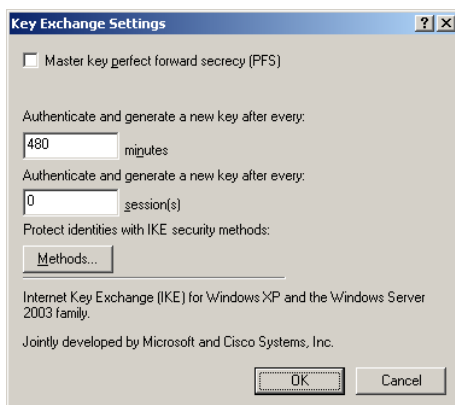 Key Exchange Settings
Master key perfect forward secrecy (PFS)
Authenticate and generate a new key after every:
480 minutes
Authenticate and generate a new key after every:
0 session(s)
Protect identities with IKE security methods:
Methods...
Internet Key Exchange (IKE) for Windows XP and the Windows Server
2003 family.
Jointly developed by Microsoft and Cisco Systems, Inc.
OK Cancel